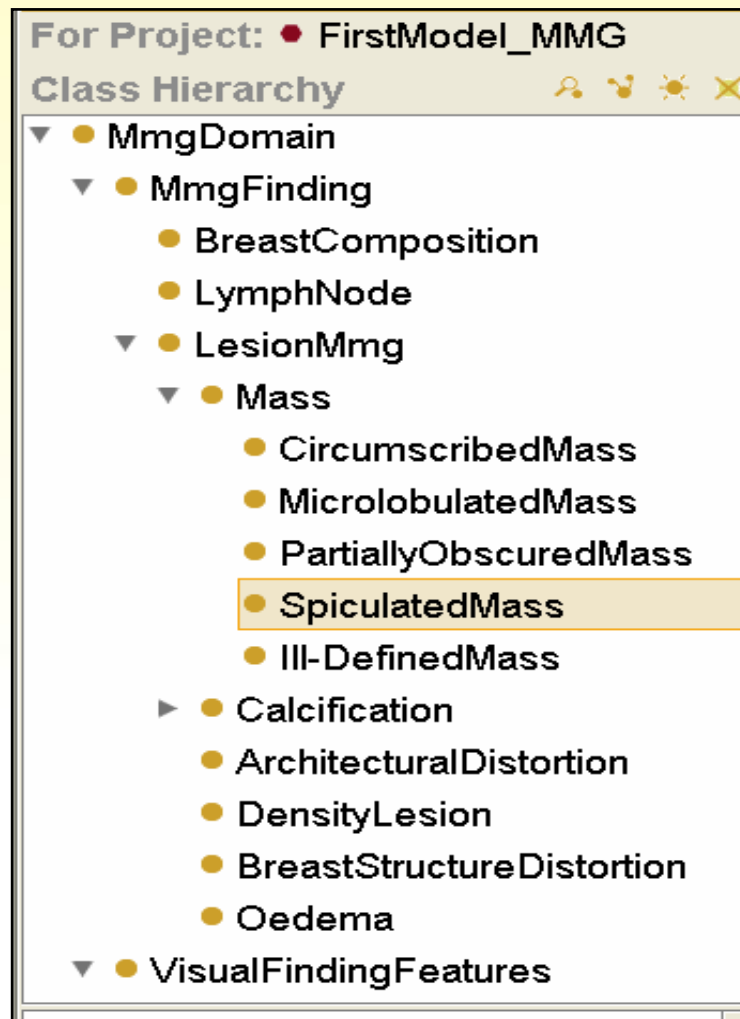 For Project: FirstModel_MMG
Class Hierarchy
MmgDomain
MmgFinding
BreastComposition
LymphNode
LesionMmg
Mass
CircumscribedMass
MicrolobulatedMass
PartiallyObscuredMass
SpiculatedMass
Ill-DefinedMass
Calcification
ArchitecturalDistortion
DensityLesion
BreastStructureDistortion
Oedema
VisualFindingFeatures